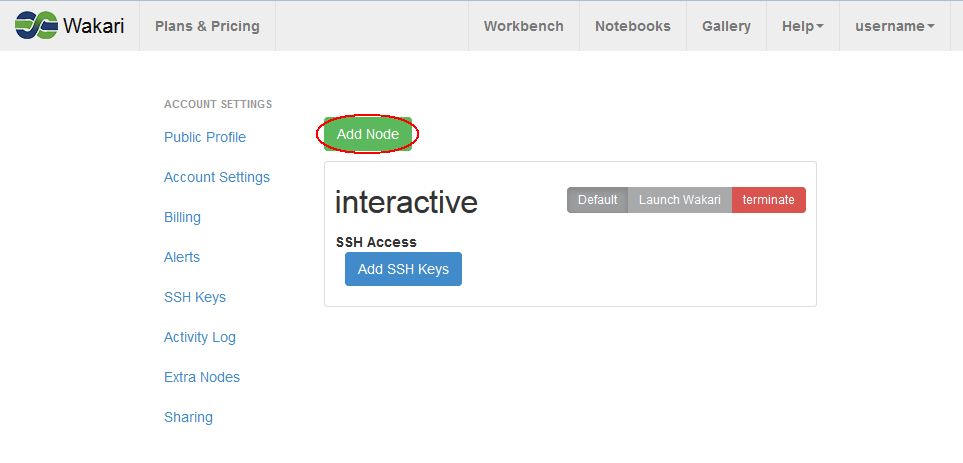 Wakari Plans & Pricing Workbench Notebooks Gallery Help username
ACCOUNT SETTINGS
Public Profile
Account Settings
Billing
Alerts
SSH Keys
Activity Log
Extra Nodes
Sharing
Add Node
interactive Default Launch Wakari terminate
SSH Access
Add SSH Keys